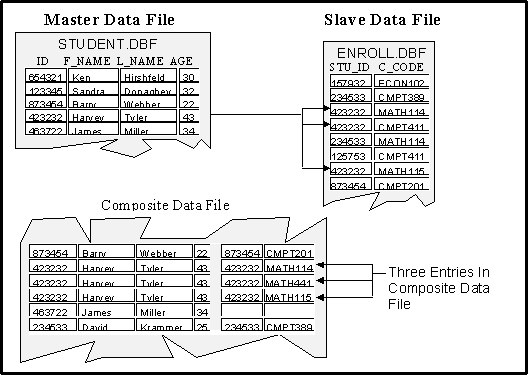 Master Data File
Slave Data File
STUDENT.DBF
ID F_NAME L_NAME AGE
654321 Ken Hirshfeld 30
123345 Sandra Donaghey 32
873454 Barry Webber 22
423232 Harvey Tyler 43
463722 James Miller 34
ENROLL.DBF
STU_ID C_CODE
157932 ECON102
234533 CMPT389
423232 MATH114
423232 CMPT411
234533 MATH114
125753 CMPT411
423232 MATH115
873454 CMPT201
Composite Data File
873454 Barry Webber 22 873454 CMPT201
423232 Harvey Tyler 43 423232 MATH114
423232 Harvey Tyler 43 423232 MATH441
423232 Harvey Tyler 43 423232 MATH115
463722 James Miller 34
234533 David Krammer 25 234533 CMPT389
Three Entries In
Composite Data
File